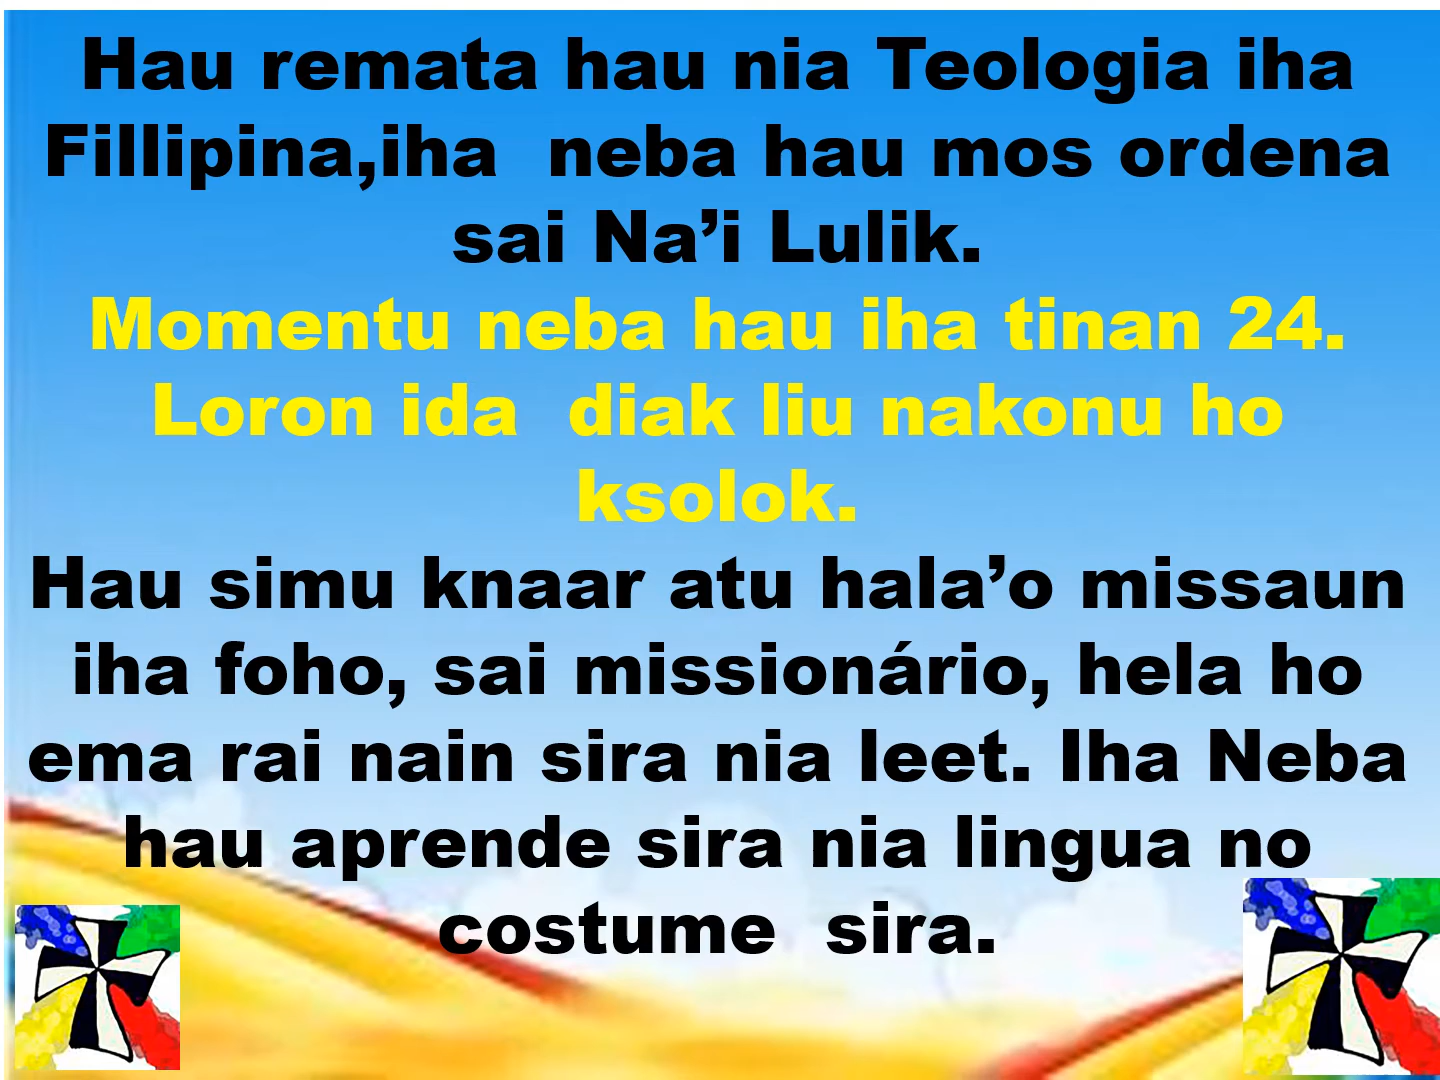 Hau remata hau nia Teologia iha
Fillipina,iha  neba hau mos ordena
sai Na’i Lulik.
Momentu neba hau iha tinan 24.
Loron ida  diak liu nakonu ho
ksolok.
Hau simu knaar atu hala’o missaun
iha foho, sai missionário, hela ho
ema rai nain sira nia leet. Iha Neba
hau aprende sira nia lingua no
costume  sira.